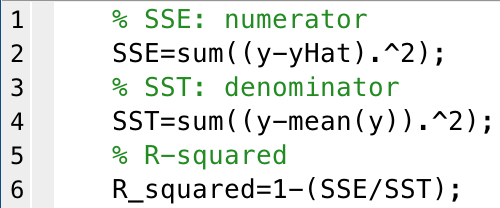 1 % SSE: numerator
2 SSE=sum((y-yHat).^2);
3 % SST: denominator
4 SST=sum((y-mean(y)).^2);
5 % R-squared
6 R_squared=1-(SSE/SST);